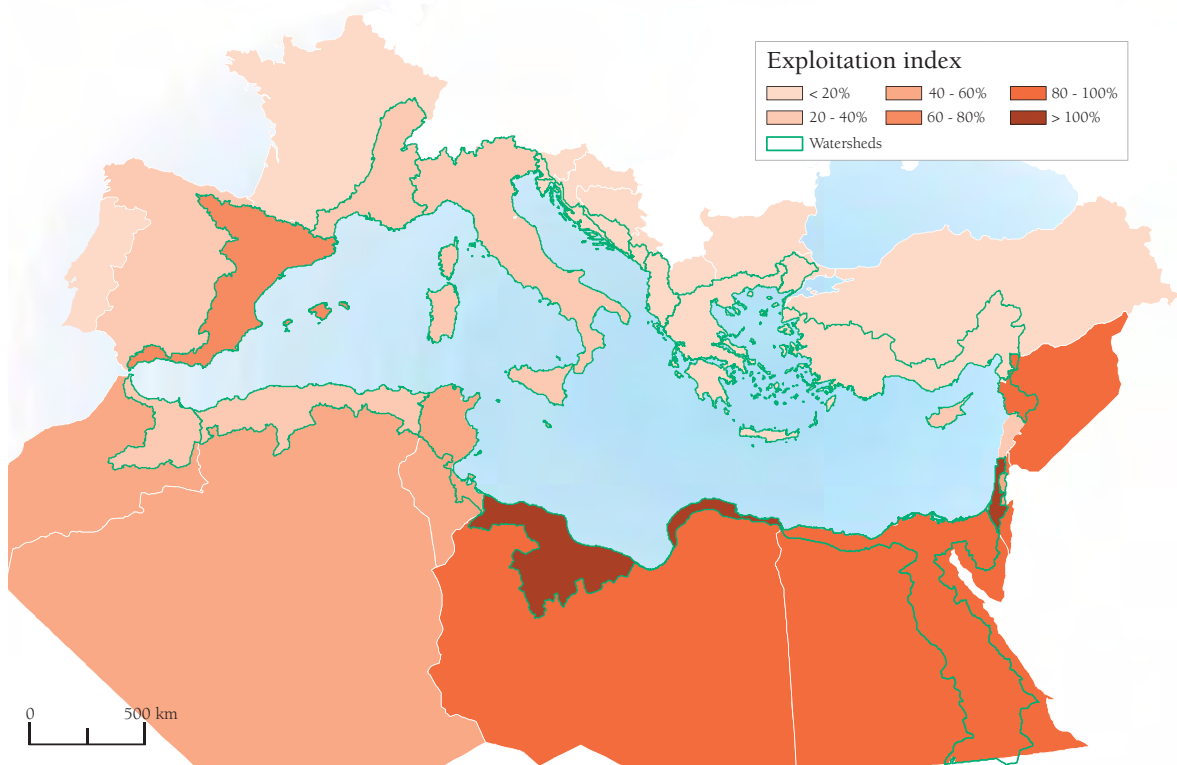 Exploitation index
< 20% 40 - 60% 80 - 100%
20 - 40% 60 - 80% > 100%
Watersheds
0 500 km